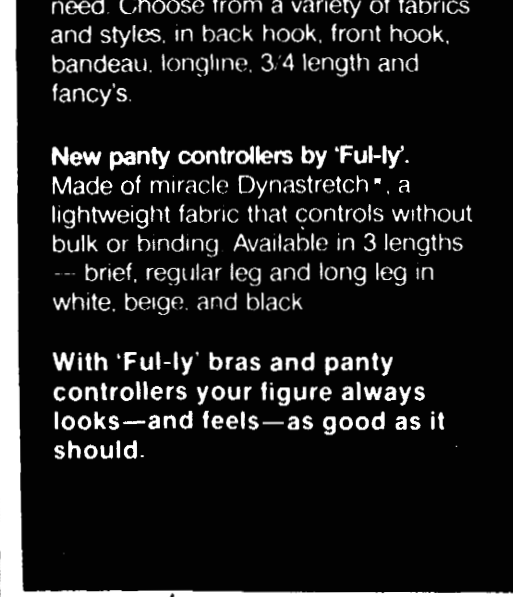 need. Choose from a variety of fabrics
and styles, in back hook, front hook,
bandeau, longline, 3/4 length and
fancy's.
New panty controllers by 'Ful-ly'.
Made of miracle Dynastretch*, a
lightweight fabric that controls without
bulk or binding. Available in 3 lengths
--- brief, regular leg and long leg in
white, beige, and black
With 'Ful-ly' bras and panty
controllers your figure always
looks—and feels—as good as it
should.